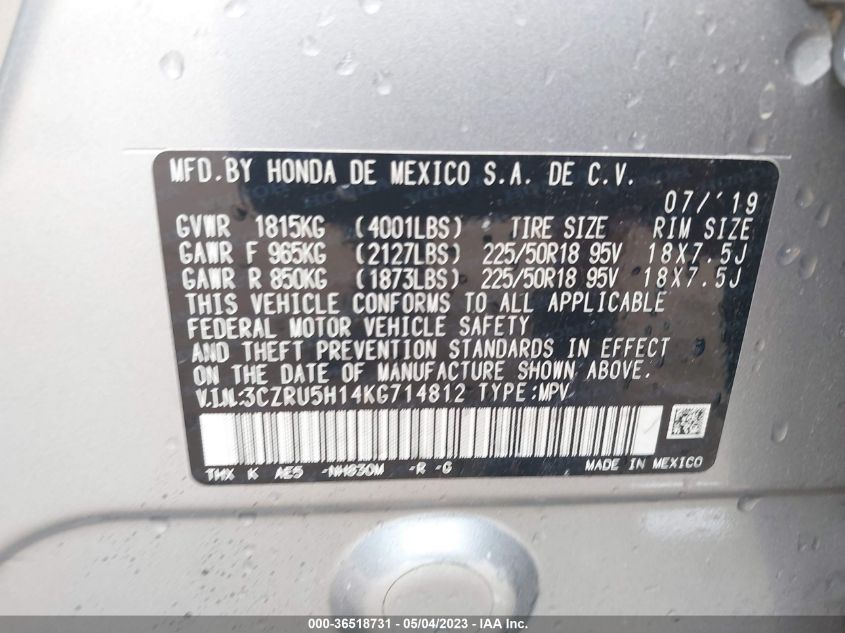 MFD.BY HONDA DE MEXICO S.A. DE C.V.
07/'19
GVWR 1815KG (4001LBS) TIRE SIZE RIM SIZE
GAWR F 965KG (2127LBS) 225/50R18 95V 18X7.5J
GAWR R 850KG (1873LBS) 225/50R18 95V 18X7.5J
THIS VEHICLE CONFORMS TO ALL APPLICABLE
FEDERAL MOTOR VEHICLE SAFETY
AND THEFT PREVENTION STANDARDS IN EFFECT
ON THE DATE OF MANUFACTURE SHOWN ABOVE.
V.I.N.:3CZRU5H14KG714812 TYPE:MPV
THX K AE5 -NH830M -R -G MADE IN MEXICO
000-36518731 - 05/04/2023 - © IAA Inc.